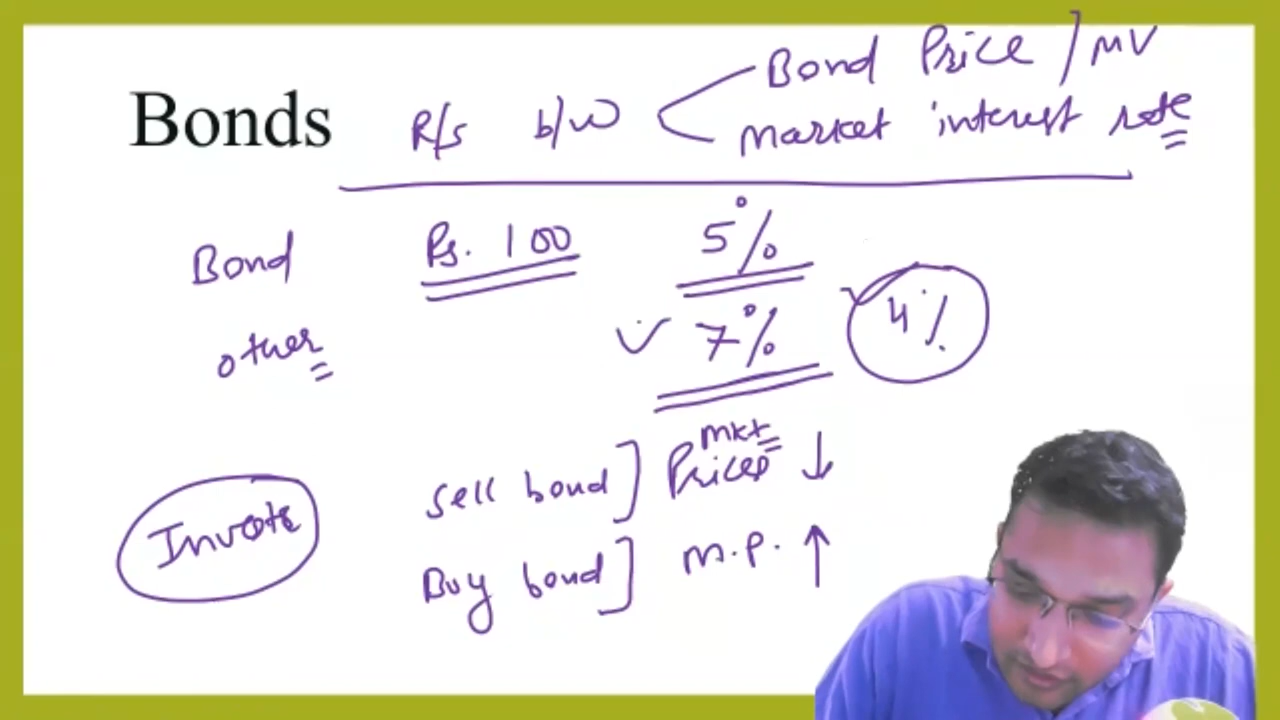 Bonds R/s b/w Bond Price / MV
market interest rate
Bond Rs. 100 5%
other 7% 4%
mkt
Sell bond] Prices ↓
Buy bond] M.P. ↑